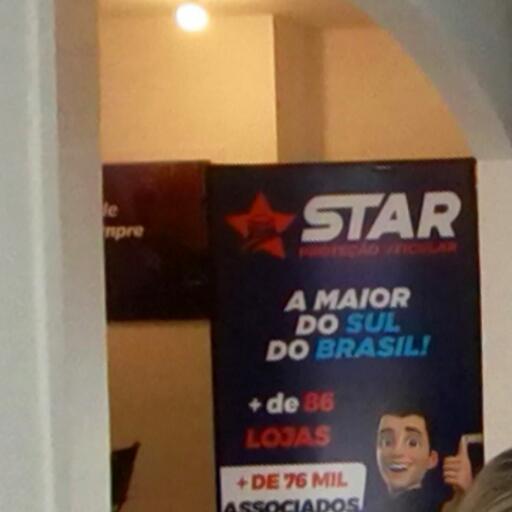 STAR
PROTEÇÃO VEICULAR
A MAIOR
DO SUL
DO BRASIL!
+ de 86
LOJAS
+ DE 76 MIL
ASSOCIADOS